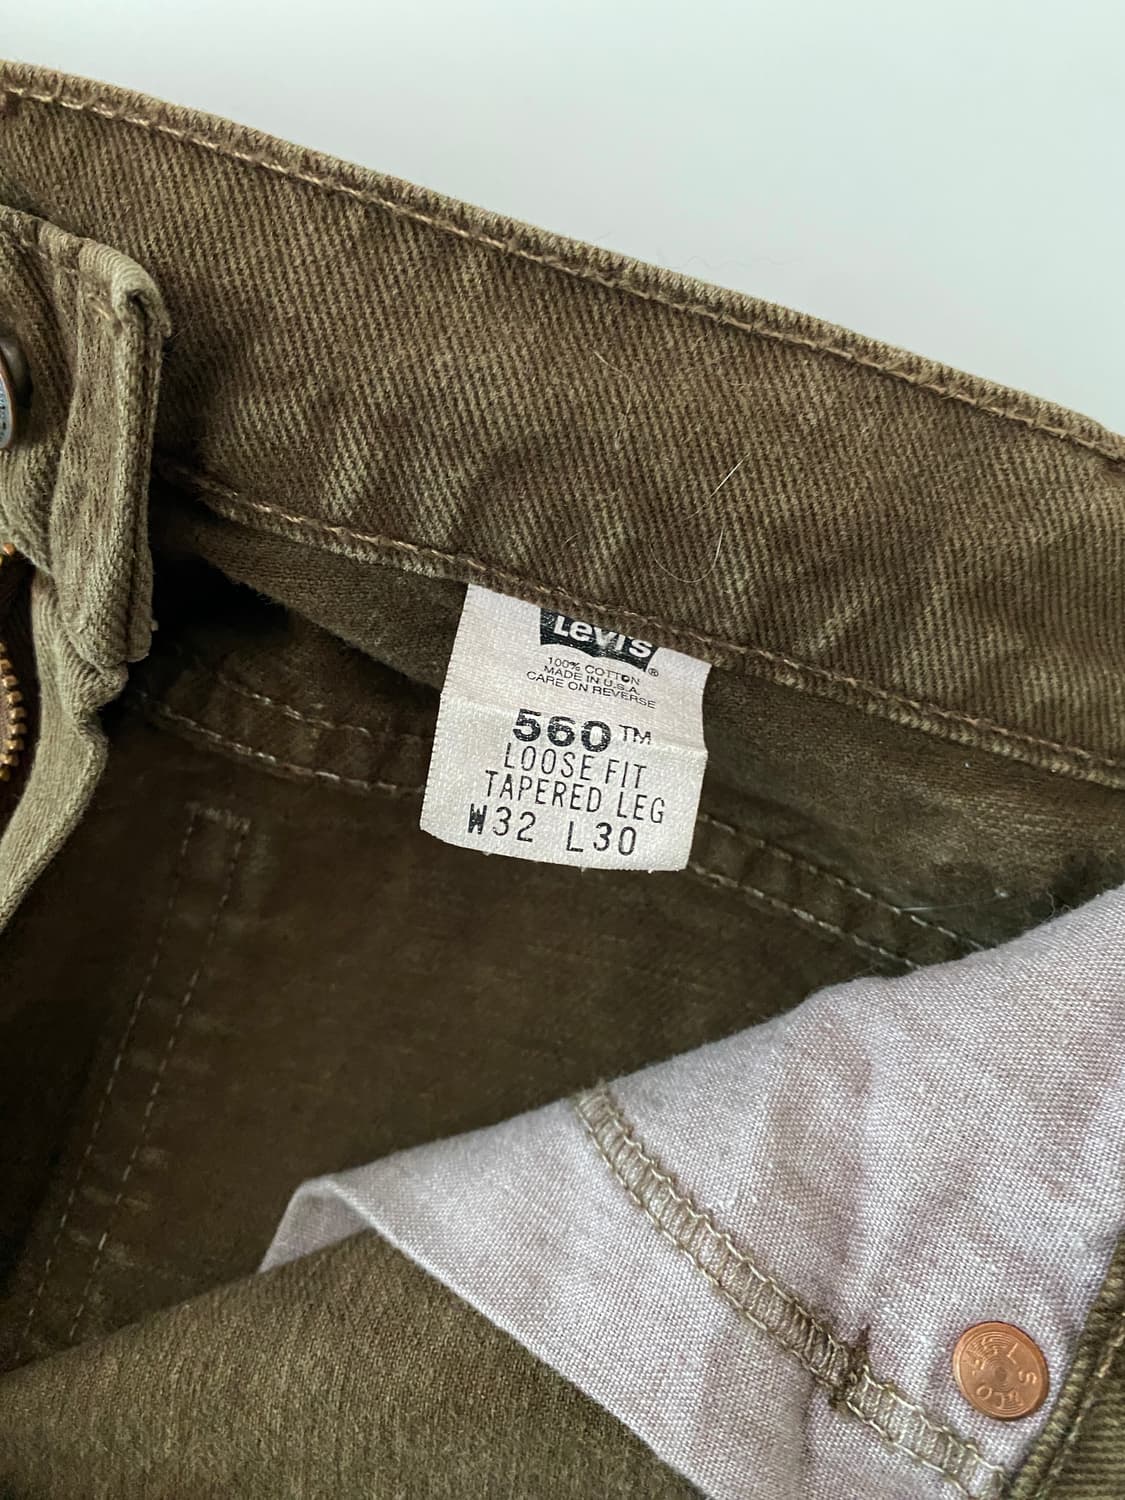 Levi's ®
100% COTTON
MADE IN U.S.A.
CARE ON REVERSE
560™
LOOSE FIT
TAPERED LEG
W32 L30